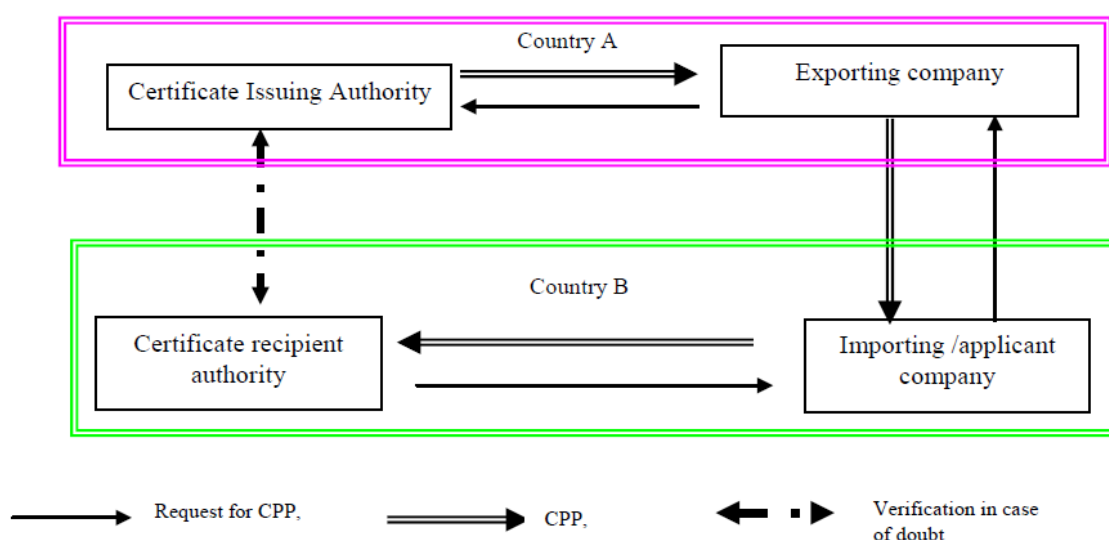 Country A
Certificate Issuing Authority
Exporting company
Country B
Certificate recipient
authority
Importing /applicant
company
Request for CPP,
CPP,
Verification in case
of doubt